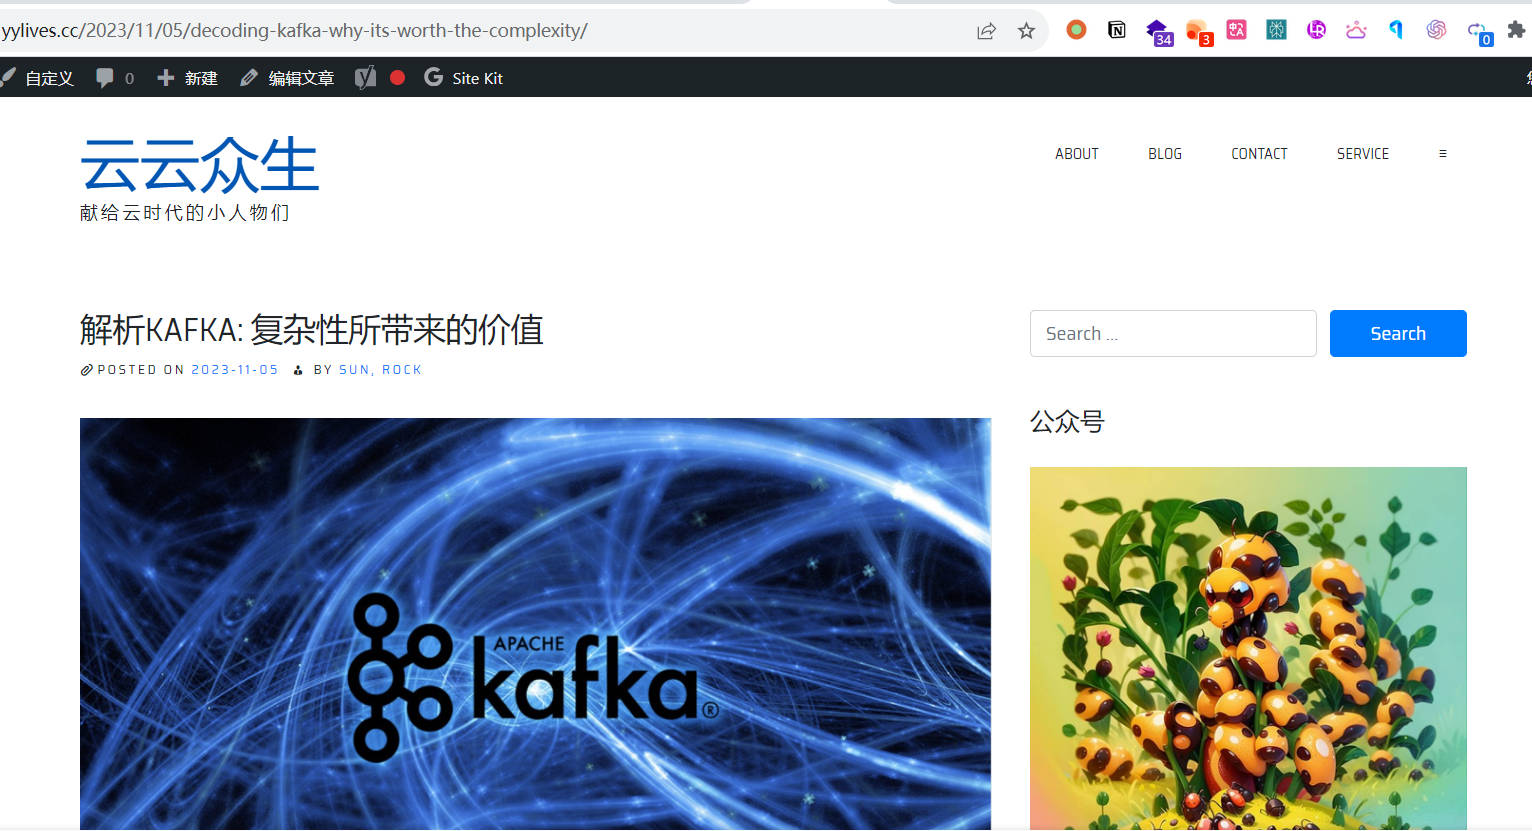 yylives.cc/2023/11/05/decoding-kafka-why-its-worth-the-complexity/
34
3
0
自定义 0 新建 编辑文章 Site Kit
云云众生
献给云时代的小人物们
ABOUT BLOG CONTACT SERVICE
解析KAFKA: 复杂性所带来的价值
POSTED ON 2023-11-05 BY SUN, ROCK
Search ...
Search
公众号
APACHE
kafka®